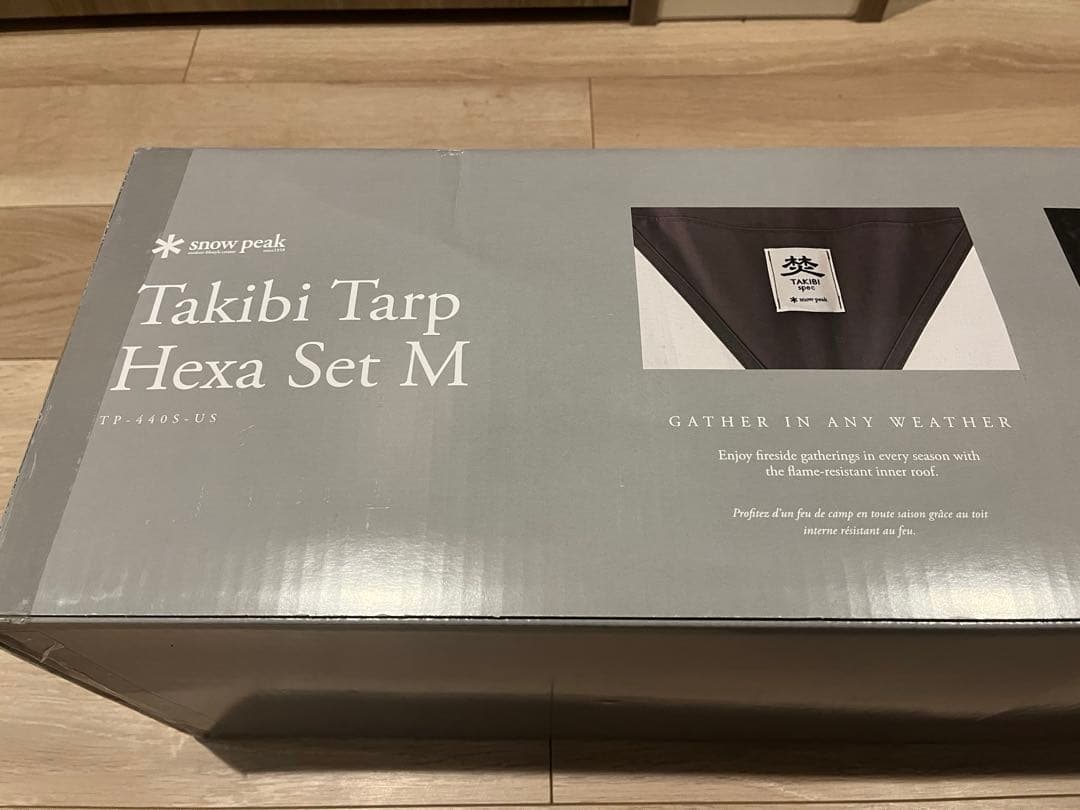 snow peak
Takibi Tarp
Hexa Set M
TP-440S-US
焚
TAKIBI
spec
snow peak
GATHER IN ANY WEATHER
Enjoy fireside gatherings in every season with
the flame-resistant inner roof.
Profitez d'un feu de camp en toute saison grâce au toit
interne résistant au feu.